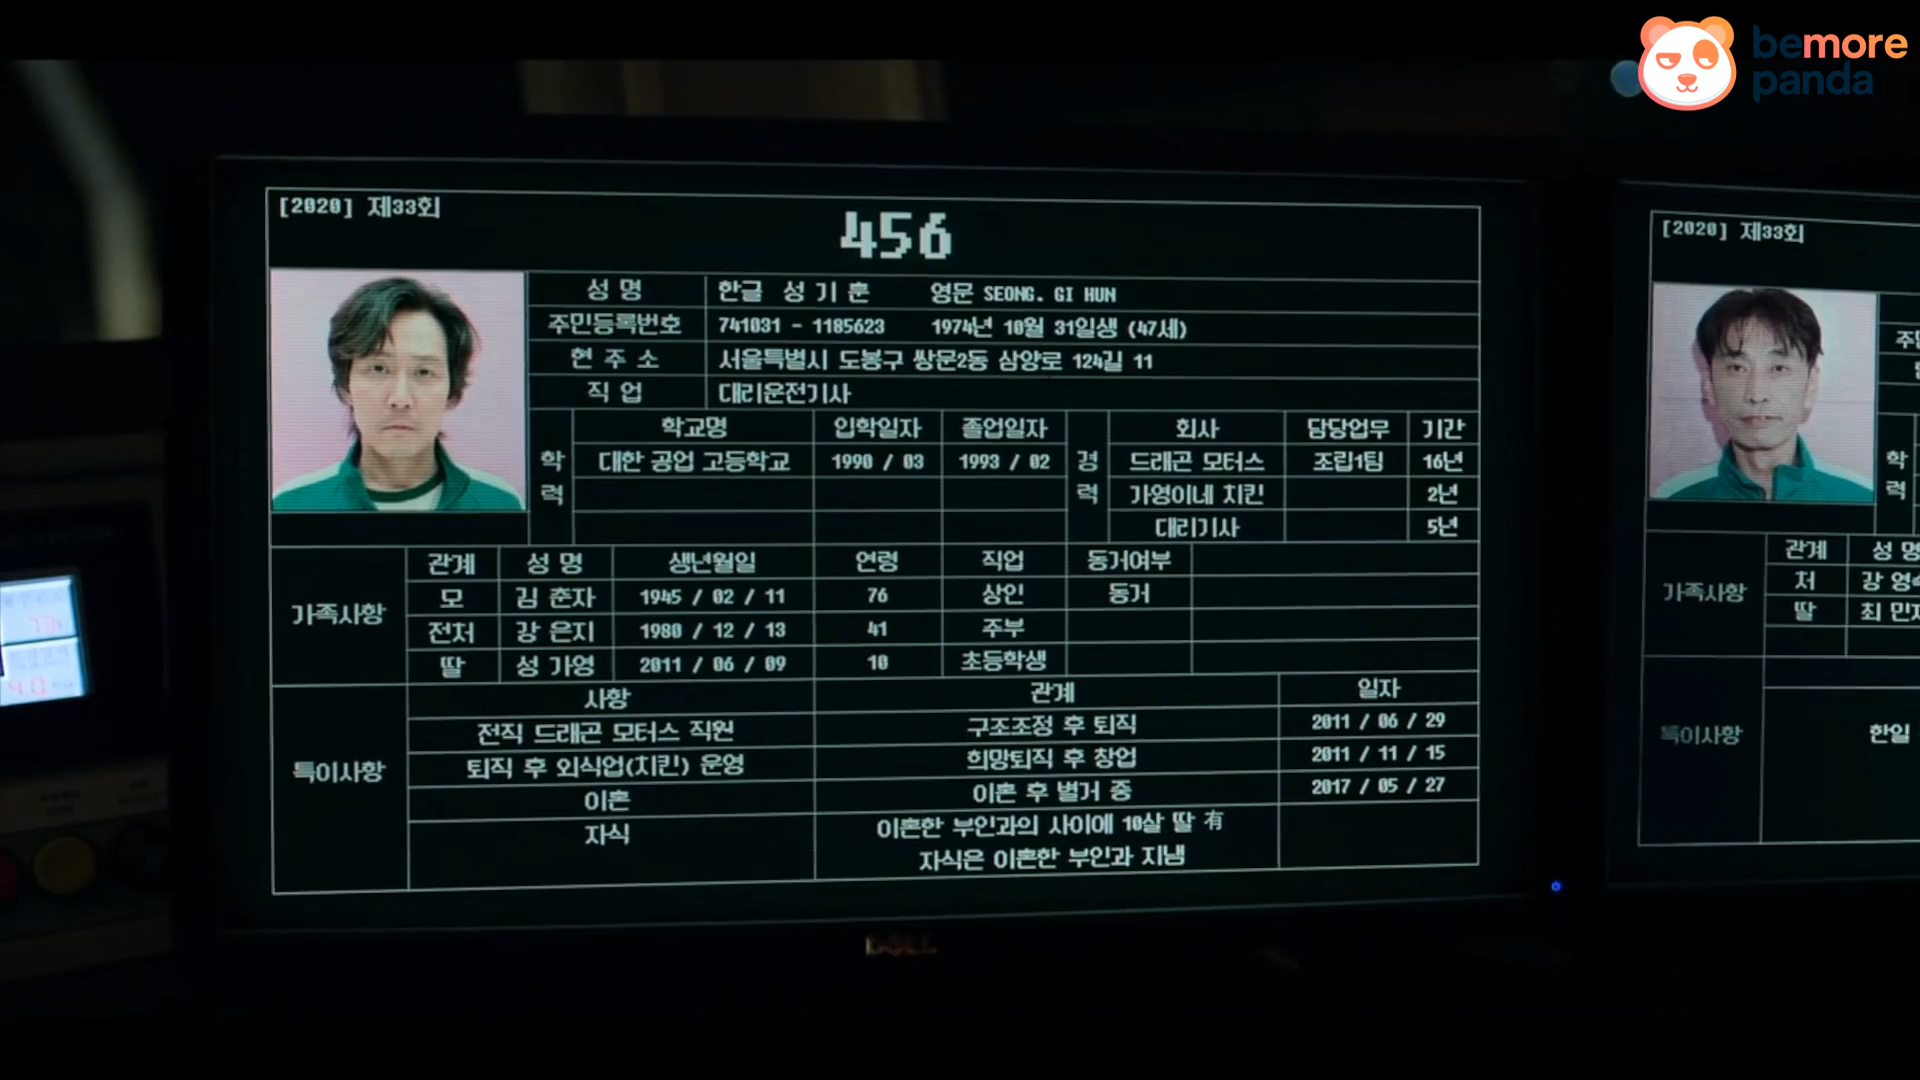 bemore
panda
[2020] 제33회
456
성 명 한글 성 기 훈 영문 SEONG. GI HUN
주민등록번호 741031 - 1185623 1974년 10월 31일생 (47세)
현 주 소 서울특별시 도봉구 쌍문2동 삼양로 124길 11
직 업 대리운전기사
학력 학교명 입학일자 졸업일자 경력 회사 담당업무 기간
대한 공업 고등학교 1990 / 03 1993 / 02 드래곤 모터스 조립1팀 16년
가영이네 치킨 2년
대리기사 5년
가족사항 관계 성 명 생년월일 연령 직업 동거여부
모 김 춘자 1945 / 02 / 11 76 상인 동거
전처 강 은지 1980 / 12 / 13 41 주부
딸 성 가영 2011 / 06 / 09 10 초등학생
특이사항 사항 관계 일자
전직 드래곤 모터스 직원 구조조정 후 퇴직 2011 / 06 / 29
퇴직 후 외식업(치킨) 운영 희망퇴직 후 창업 2011 / 11 / 15
이혼 이혼 후 별거 중 2017 / 05 / 27
자식 이혼한 부인과의 사이에 10살 딸 有
자식은 이혼한 부인과 지냄
DELL
[2020] 제33회
학력
가족사항 관계 성 명
처
딸 최
특이사항 한일